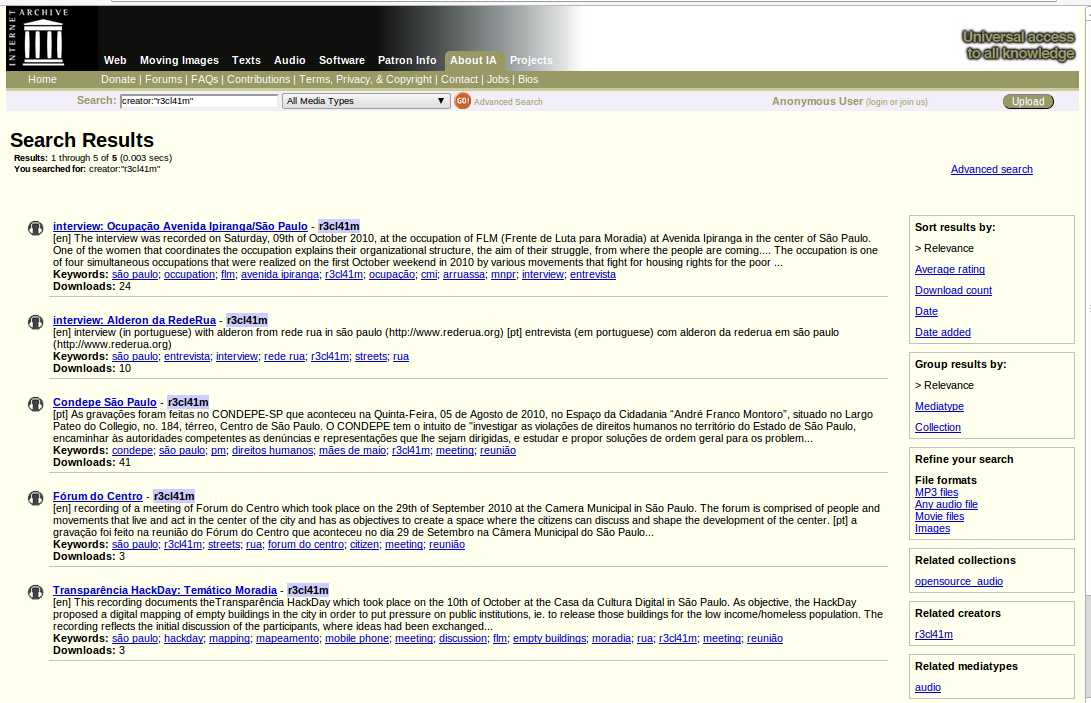 INTERNET ARCHIVE
Universal access
to all knowledge
Web Moving Images Texts Audio Software Patron Info About IA Projects
Home Donate | Forums | FAQs | Contributions | Terms, Privacy, & Copyright | Contact | Jobs | Bios
Search: creator:"r3cl41m" All Media Types GO! Advanced Search Anonymous User (login or join us) Upload
Search Results
Results: 1 through 5 of 5 (0.003 secs)
You searched for: creator:"r3cl41m"
Advanced search
interview: Ocupação Avenida Ipiranga/São Paulo - r3cl41m
[en] The interview was recorded on Saturday, 09th of October 2010, at the occupation of FLM (Frente de Luta para Moradia) at Avenida Ipiranga in the center of São Paulo.
One of the women that coordinates the occupation explains their organizational structure, the aim of their struggle, from where the people are coming.... The occupation is one
of four simultaneous occupations that were realized on the first October weekend in 2010 by various movements that fight for housing rights for the poor ...
Keywords: são paulo; occupation; flm; avenida ipiranga; r3cl41m; ocupação; cmi; arruassa; mnpr; interview; entrevista
Downloads: 24
interview: Alderon da RedeRua - r3cl41m
[en] interview (in portuguese) with alderon from rede rua in são paulo (http://www.rederua.org) [pt] entrevista (em portuguese) com alderon da rederua em são paulo
(http://www.rederua.org)
Keywords: são paulo; entrevista; interview; rede rua; r3cl41m; streets; rua
Downloads: 10
Condepe São Paulo - r3cl41m
[pt] As gravações foram feitas no CONDEPE-SP que aconteceu na Quinta-Feira, 05 de Agosto de 2010, no Espaço da Cidadania "André Franco Montoro", situado no Largo
Pateo do Collegio, no. 184, térreo, Centro de São Paulo. O CONDEPE tem o intuito de "investigar as violações de direitos humanos no território do Estado de São Paulo,
encaminhar às autoridades competentes as denúncias e representações que lhe sejam dirigidas, e estudar e propor soluções de ordem geral para os problem...
Keywords: condepe; são paulo; pm; direitos humanos; mães de maio; r3cl41m; meeting; reunião
Downloads: 41
Fórum do Centro - r3cl41m
[en] recording of a meeting of Forum do Centro which took place on the 29th of September 2010 at the Camera Municipal in São Paulo. The forum is comprised of people and
movements that live and act in the center of the city and has as objectives to create a space where the citizens can discuss and shape the development of the center. [pt] a
gravação foi feito na reunião do Fórum do Centro que aconteceu no dia 29 de Setembro na Câmera Municipal do São Paulo...
Keywords: são paulo; r3cl41m; streets; rua; forum do centro; citizen; meeting; reunião
Downloads: 3
Transparência HackDay: Temático Moradia - r3cl41m
[en] This recording documents theTransparência HackDay which took place on the 10th of October at the Casa da Cultura Digital in São Paulo. As objective, the HackDay
proposed a digital mapping of empty buildings in the city in order to put pressure on public institutions, ie. to release those buildings for the low income/homeless population. The
recording reflects the initial discussion of the participants, where ideas had been exchanged...
Keywords: são paulo; hackday; mapping; mapeamento; mobile phone; meeting; discussion; flm; empty buildings; moradia; rua; r3cl41m; meeting; reunião
Downloads: 3
Sort results by:
> Relevance
Average rating
Download count
Date
Date added
Group results by:
> Relevance
Mediatype
Collection
Refine your search
File formats
MP3 files
Any audio file
Movie files
Images
Related collections
opensource_audio
Related creators
r3cl41m
Related mediatypes
audio